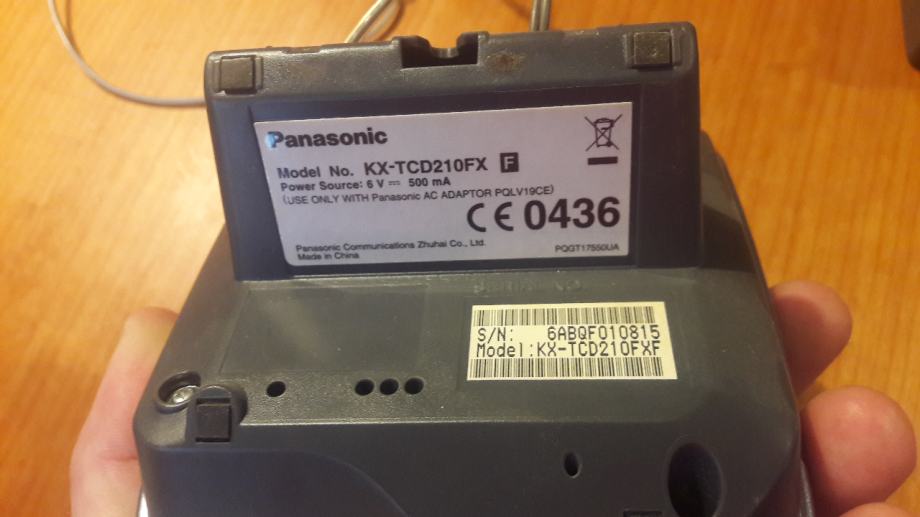 Panasonic
Model No. KX-TCD210FX F
Power Source: 6 V ⎓ 500 mA
(USE ONLY WITH Panasonic AC ADAPTOR PQLV19CE)
CE 0436
Panasonic Communications Zhuhai Co., Ltd.
Made in China
PQGT17550UA
S/N: 6ABQF010815
Model:KX-TCD210FXF